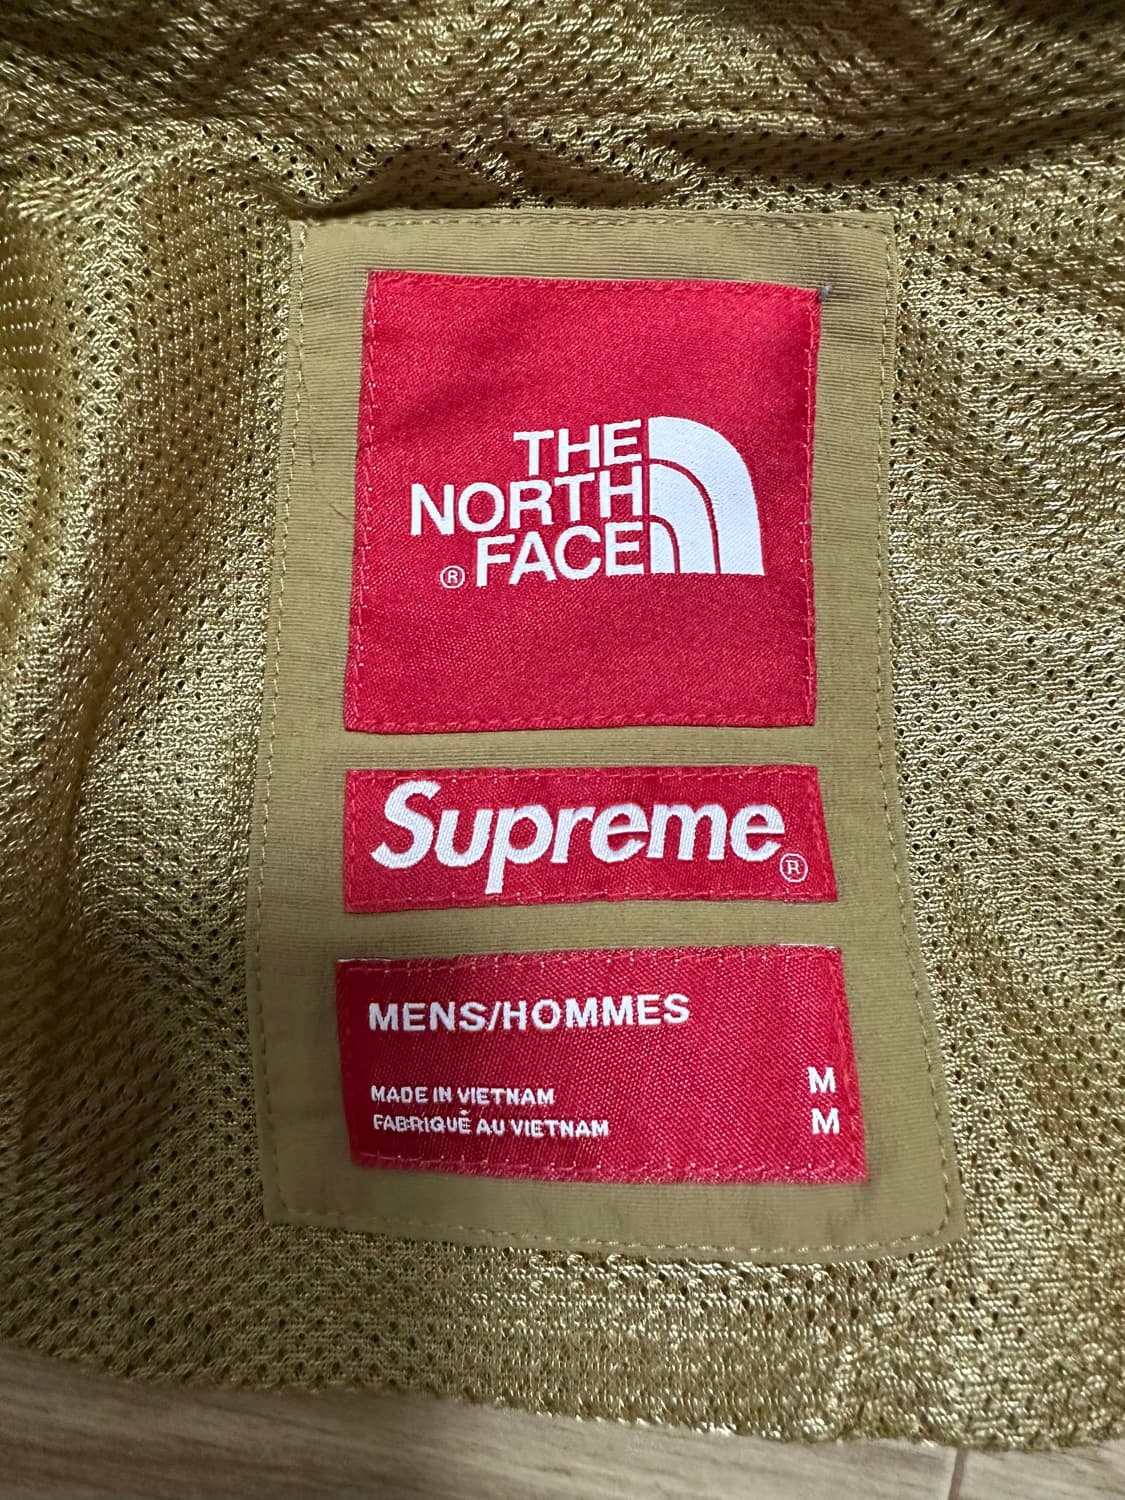 THE
NORTH
FACE
®
Supreme®
MENS/HOMMES
MADE IN VIETNAM M
FABRIQUÉ AU VIETNAM M